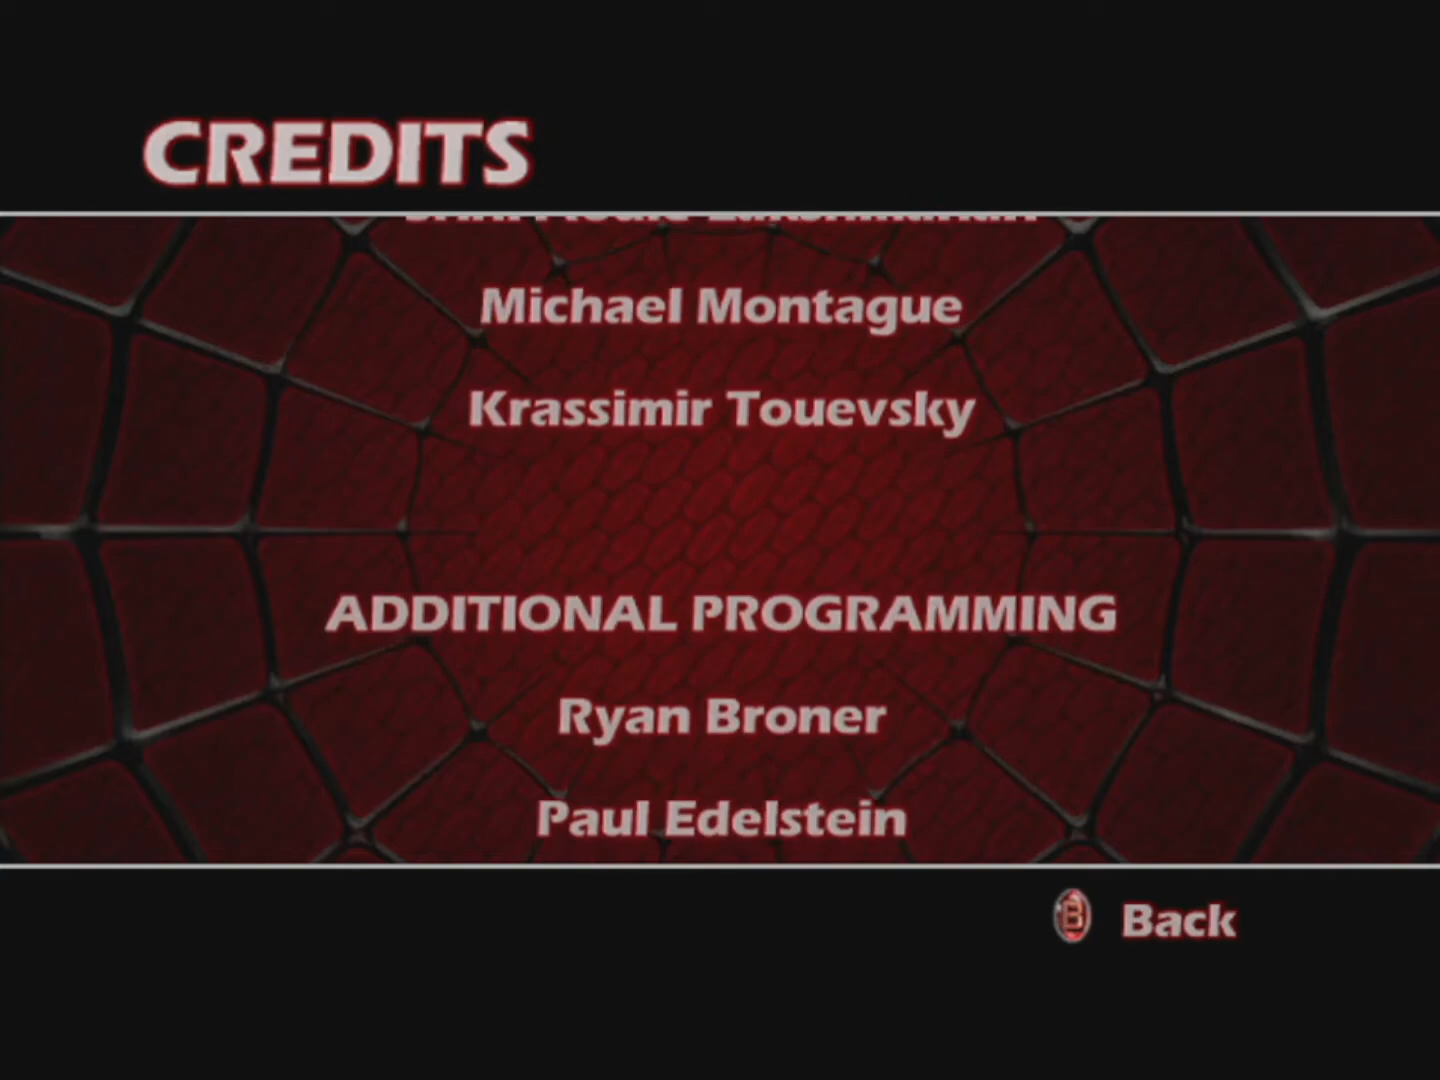 CREDITS
Michael Montague
Krassimir Touevsky
ADDITIONAL PROGRAMMING
Ryan Broner
Paul Edelstein
B Back